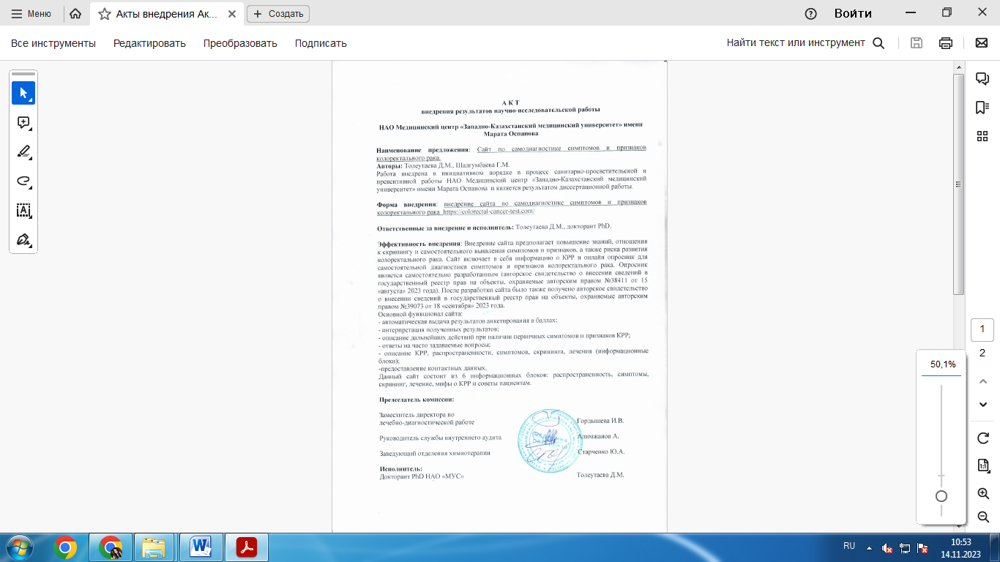 Меню
Акты внедрения Ак...
Создать
Войти
Все инструменты
Редактировать
Преобразовать
Подписать
Найти текст или инструмент
А К Т
внедрения результатов научно-исследовательской работы
НАО Медицинский центр «Западно-Казахстанский медицинский университет» имени
Марата Оспанова
Наименование предложения: Сайт по самодиагностике симптомов и признаков
колоректального рака.
Авторы: Толеутаева Д.М., Шалгумбаева Г.М.
Работа внедрена в инициативном порядке в процесс санитарно-просветительской и
превентивной работы НАО Медицинский центр «Западно-Казахстанский медицинский
университет» имени Марата Оспанова и является результатом диссертационной работы.
Форма внедрения: внедрение сайта по самодиагностике симптомов и признаков
колоректального рака https://colorectal-cancer-test.com/
Ответственные за внедрение и исполнитель: Толеутаева Д.М., докторант PhD.
Эффективность внедрения: Внедрение сайта предполагает повышение знаний, отношения
к скринингу и самостоятельного выявления симптомов и признаков, а также риска развития
колоректального рака. Сайт включает в себя информацию о КРР и онлайн опросник для
самостоятельной диагностики симптомов и признаков колоректального рака. Опросник
является самостоятельно разработанным (авторское свидетельство о внесении сведений в
государственный реестр прав на объекты, охраняемые авторским правом №38411 от 15
«августа» 2023 года). После разработки сайта было также получено авторское свидетельство
о внесении сведений в государственный реестр прав на объекты, охраняемые авторским
правом №39073 от 18 «сентября» 2023 года.
Основной функционал сайта:
- автоматическая выдача результатов анкетирования в баллах;
- интерпретация полученных результатов;
- описание дальнейших действий при наличии первичных симптомов и признаков КРР;
- ответы на часто задаваемые вопросы;
- описание КРР, распространенности, симптомов, скрининга, лечения (информационные
блоки);
-предоставление контактных данных.
Данный сайт состоит из 6 информационных блоков: распространенность, симптомы,
скрининг, лечение, мифы о КРР и советы пациентам.
Председатель комиссии:
Заместитель директора по
лечебно-диагностической работе Гордышева И.В.
Руководитель службы внутреннего аудита Алимжанов А.
Заведующий отделения химиотерапии Старченко Ю.А.
Исполнитель:
Докторант PhD НАО «МУС» Толеутаева Д.М.
1
2
50,1%
RU
10:53
14.11.2023